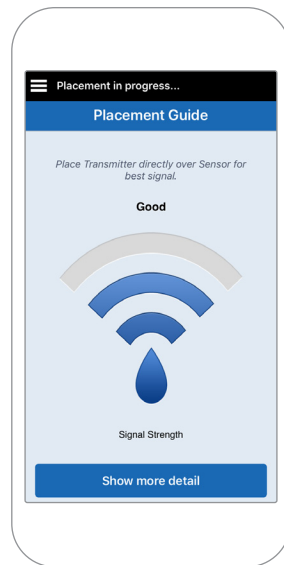 Placement in progress...
Placement Guide
Place Transmitter directly over Sensor for
best signal.
Good
Signal Strength
Show more detail